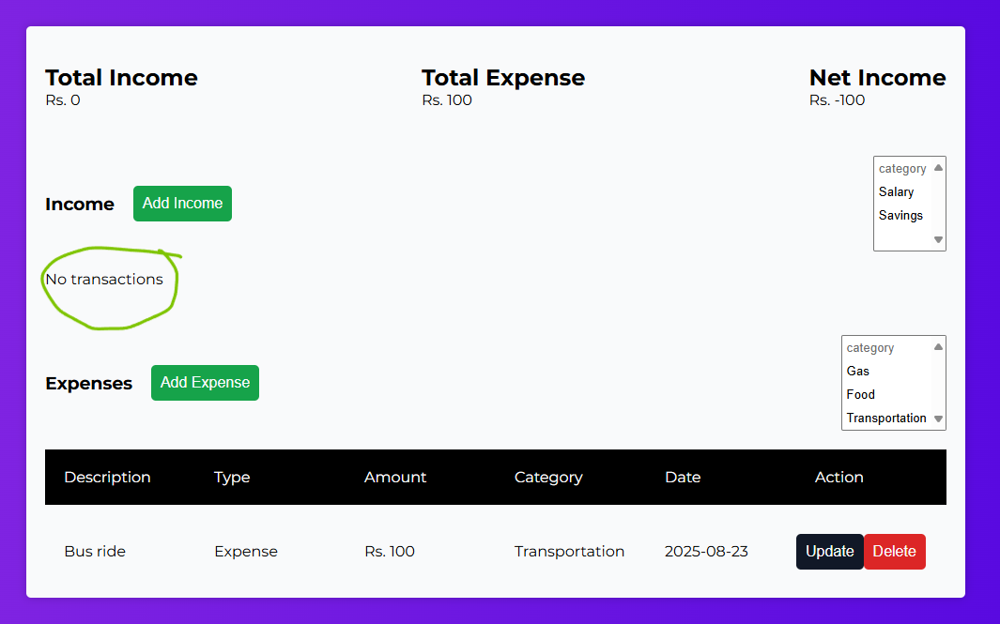 Total Income Total Expense Net Income
Rs. 0 Rs. 100 Rs. -100
category
Salary
Income Add Income
Savings
No transactions
category
Gas
Expenses Add Expense
Food
Transportation
Description Type Amount Category Date Action
Bus ride Expense Rs. 100 Transportation 2025-08-23 Update Delete